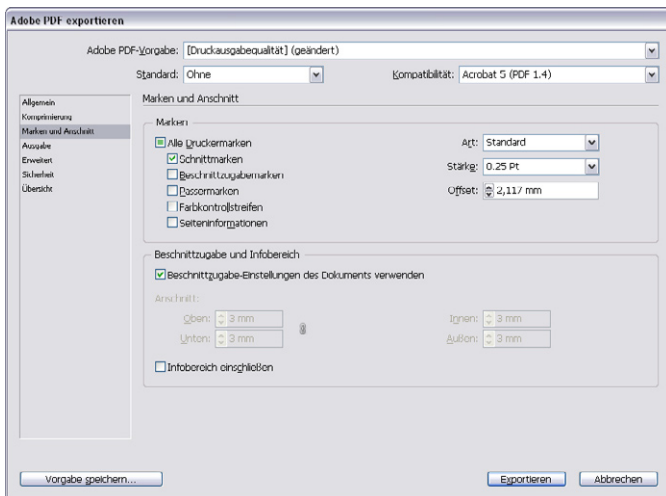 Adobe PDF exportieren
Adobe PDF-Vorgabe: [Druckausgabequalität] (geändert)
Standard: Ohne Kompatibilität: Acrobat 5 (PDF 1.4)
Allgemein
Komprimierung
Marken und Anschnitt
Ausgabe
Erweitert
Sicherheit
Übersicht
Marken und Anschnitt
Marken
Alle Druckermarken Art: Standard
Schnittmarken Stärke: 0.25 Pt
Beschnittzugabemarken Offset: 2,117 mm
Passermarken
Farbkontrollstreifen
Seiteninformationen
Beschnittzugabe und Infobereich
Beschnittzugabe-Einstellungen des Dokuments verwenden
Anschnitt:
Oben: 3 mm Innen: 3 mm
Unten: 3 mm Außen: 3 mm
Infobereich einschließen
Vorgabe speichern... Exportieren Abbrechen